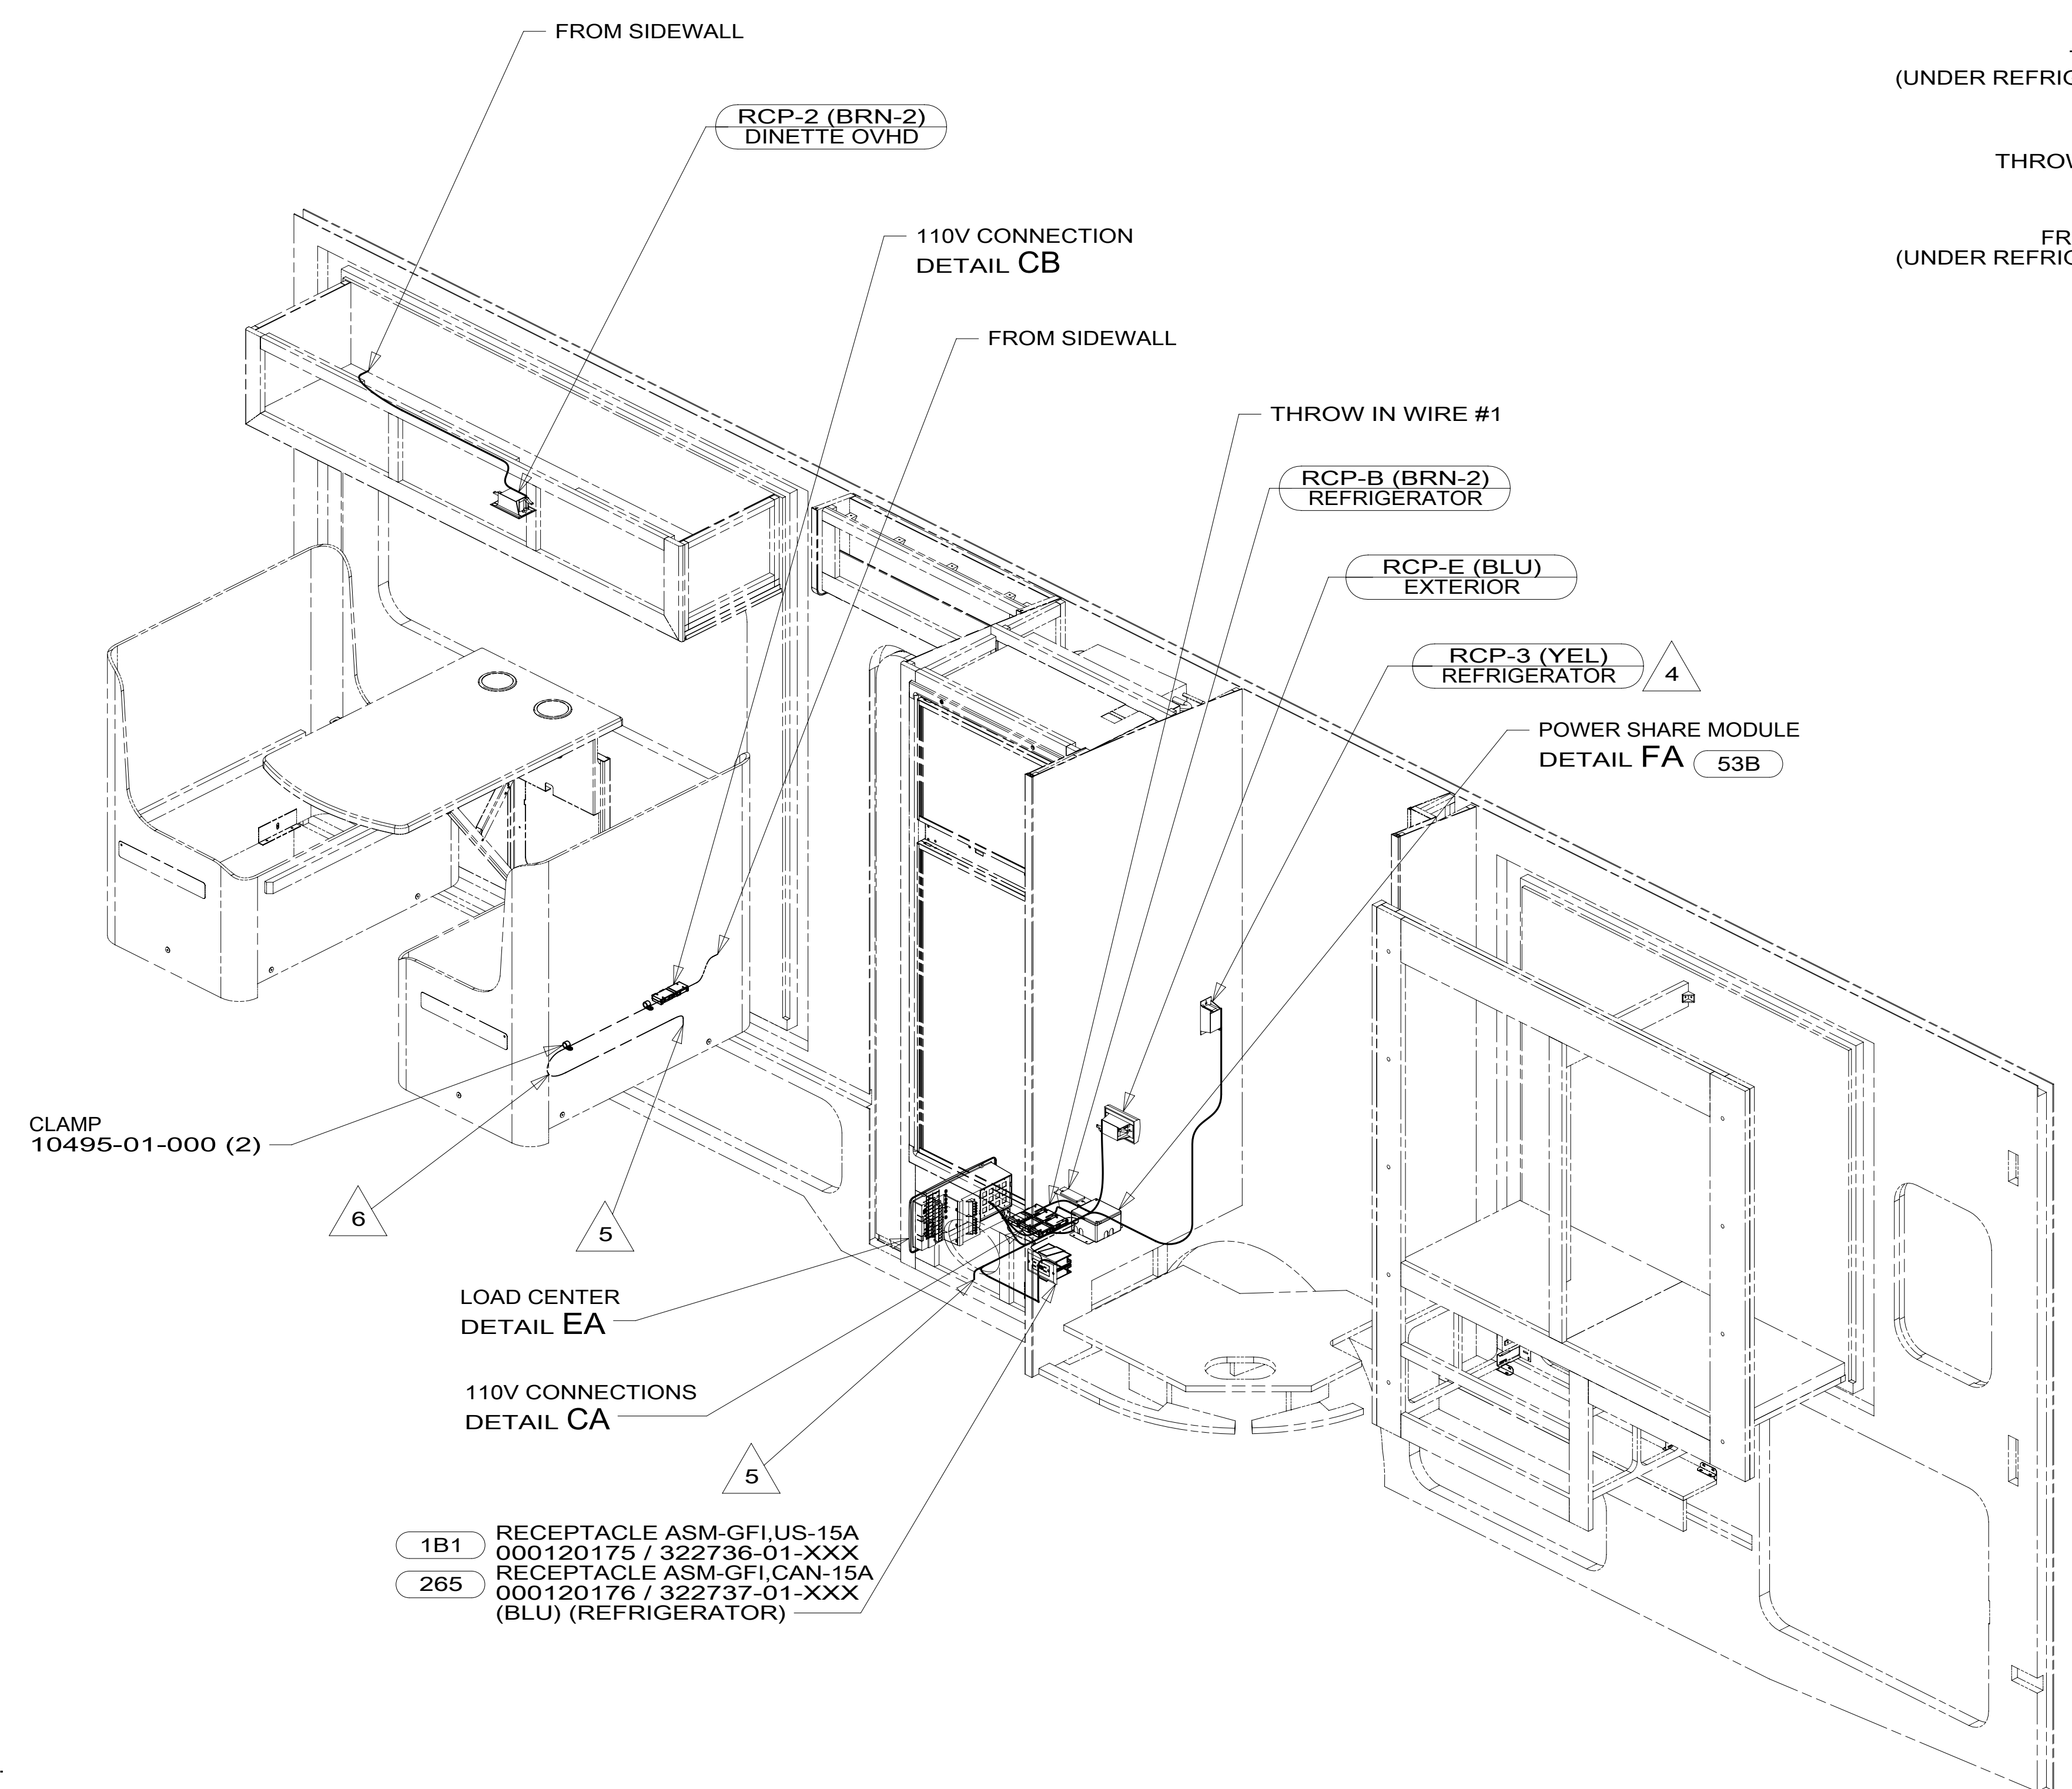 FROM SIDEWALL
RCP-2 (BRN-2)
DINETTE OVHD
110V CONNECTION
DETAIL CB
FROM SIDEWALL
THROW IN WIRE #1
RCP-B (BRN-2)
REFRIGERATOR
RCP-E (BLU)
EXTERIOR
RCP-3 (YEL)
REFRIGERATOR
4
POWER SHARE MODULE
DETAIL FA 53B
(UNDER REFRIG
THROW
FR
(UNDER REFRIG
CLAMP
10495-01-000 (2)
6
5
LOAD CENTER
DETAIL EA
110V CONNECTIONS
DETAIL CA
5
1B1 RECEPTACLE ASM-GFI,US-15A
000120175 / 322736-01-XXX
265 RECEPTACLE ASM-GFI,CAN-15A
000120176 / 322737-01-XXX
(BLU) (REFRIGERATOR)